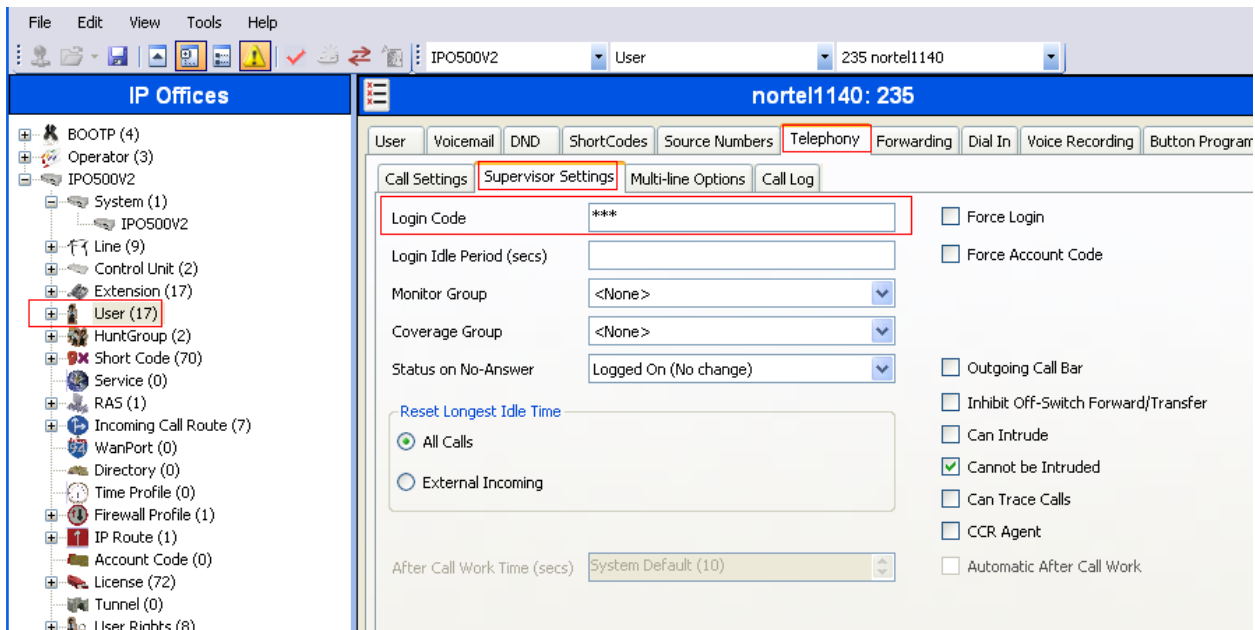 File Edit View Tools Help
IPO500V2 User 235 nortel1140
IP Offices
BOOTP (4)
Operator (3)
IPO500V2
System (1)
IPO500V2
Line (9)
Control Unit (2)
Extension (17)
User (17)
HuntGroup (2)
Short Code (70)
Service (0)
RAS (1)
Incoming Call Route (7)
WanPort (0)
Directory (0)
Time Profile (0)
Firewall Profile (1)
IP Route (1)
Account Code (0)
License (72)
Tunnel (0)
User Rights (8)
nortel1140: 235
User Voicemail DND ShortCodes Source Numbers Telephony Forwarding Dial In Voice Recording Button Program
Call Settings Supervisor Settings Multi-line Options Call Log
Login Code *** Force Login
Login Idle Period (secs) Force Account Code
Monitor Group <None>
Coverage Group <None>
Status on No-Answer Logged On (No change) Outgoing Call Bar
Reset Longest Idle Time Inhibit Off-Switch Forward/Transfer
All Calls Can Intrude
Cannot be Intruded
External Incoming Can Trace Calls
CCR Agent
After Call Work Time (secs) System Default (10) Automatic After Call Work